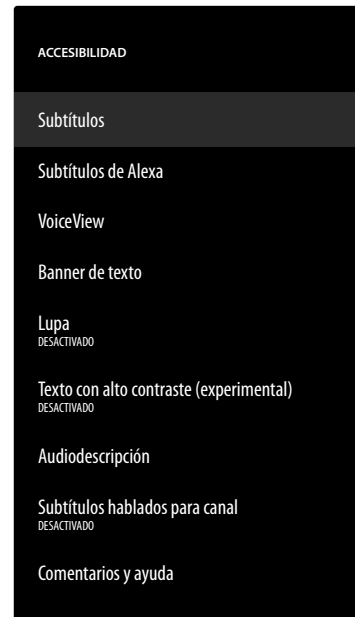 ACCESIBILIDAD
Subtítulos
Subtítulos de Alexa
VoiceView
Banner de texto
Lupa
DESACTIVADO
Texto con alto contraste (experimental)
DESACTIVADO
Audiodescripción
Subtítulos hablados para canal
DESACTIVADO
Comentarios y ayuda